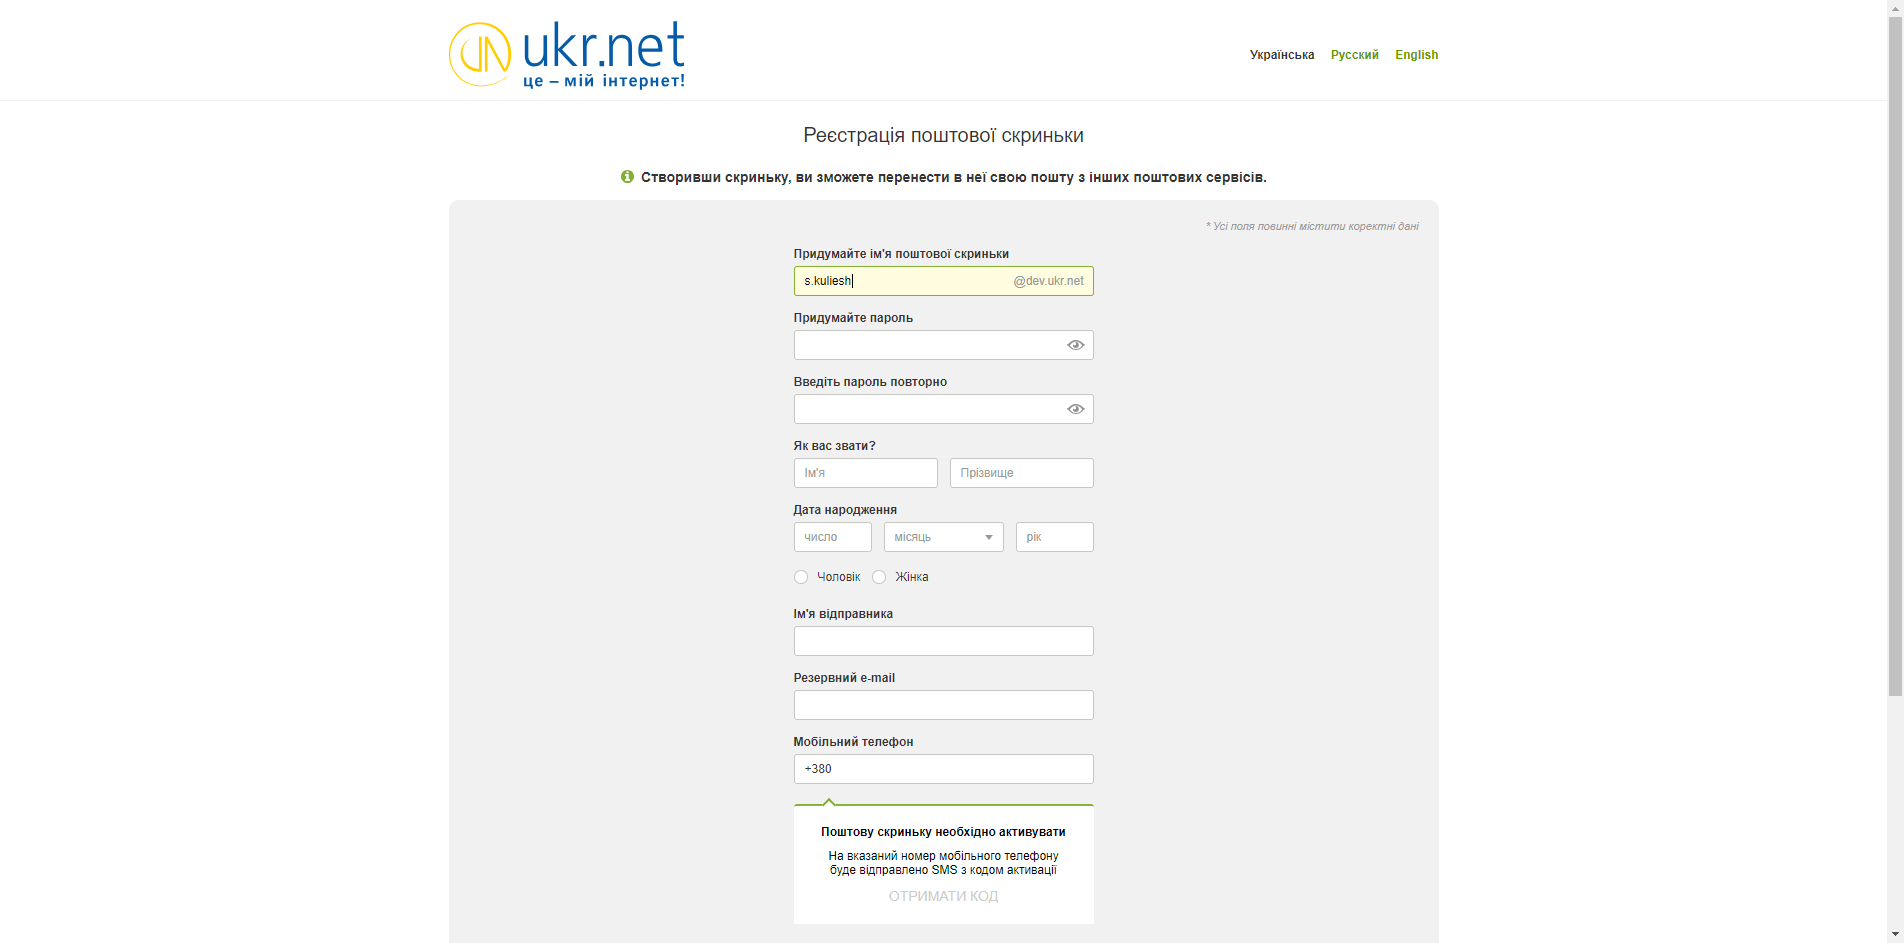 ukr.net
це – мій інтернет!
Українська Русский English
Реєстрація поштової скриньки
Створивши скриньку, ви зможете перенести в неї свою пошту з інших поштових сервісів.
* Усі поля повинні містити коректні дані
Придумайте ім'я поштової скриньки
s.kuliesh @dev.ukr.net
Придумайте пароль
Введіть пароль повторно
Як вас звати?
Ім'я Прізвище
Дата народження
число місяць рік
Чоловік Жінка
Ім'я відправника
Резервний e-mail
Мобільний телефон
+380
Поштову скриньку необхідно активувати
На вказаний номер мобільного телефону
буде відправлено SMS з кодом активації
ОТРИМАТИ КОД